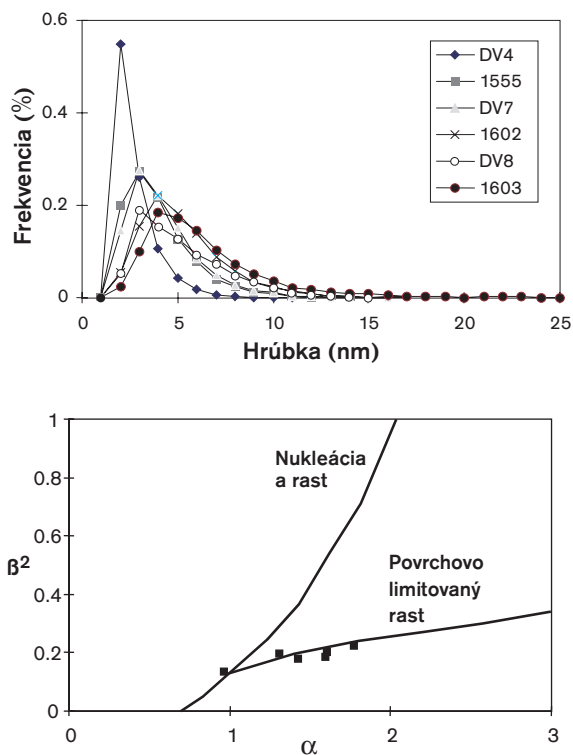 0.6
0.4
0.2
0
Frekvencia (%)
DV4
1555
DV7
1602
DV8
1603
0 5 10 15 20 25
Hrúbka (nm)
1
0.8
0.6
0.4
0.2
0
ß²
Nukleácia
a rast
Povrchovo
limitovaný
rast
0 1 2 3
α